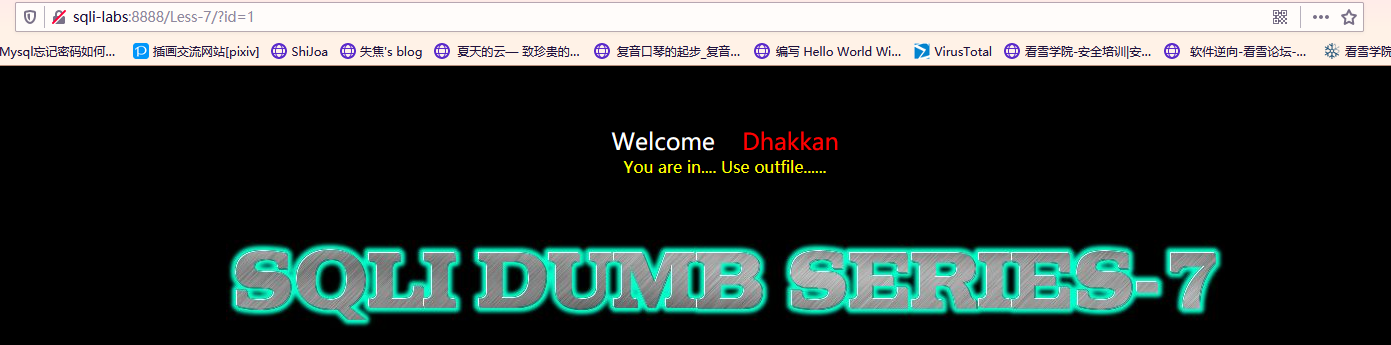 sqli-labs:8888/Less-7/?id=1
Mysql忘记密码如何... 插画交流网站[pixiv] ShiJoa 失焦's blog 夏天的云— 致珍贵的... 复音口琴的起步_复音... 编写 Hello World Wi... VirusTotal 看雪学院-安全培训|安... 软件逆向-看雪论坛-... 看雪学院
Welcome Dhakkan
You are in.... Use outfile......
SQLI DUMB SERIES-7